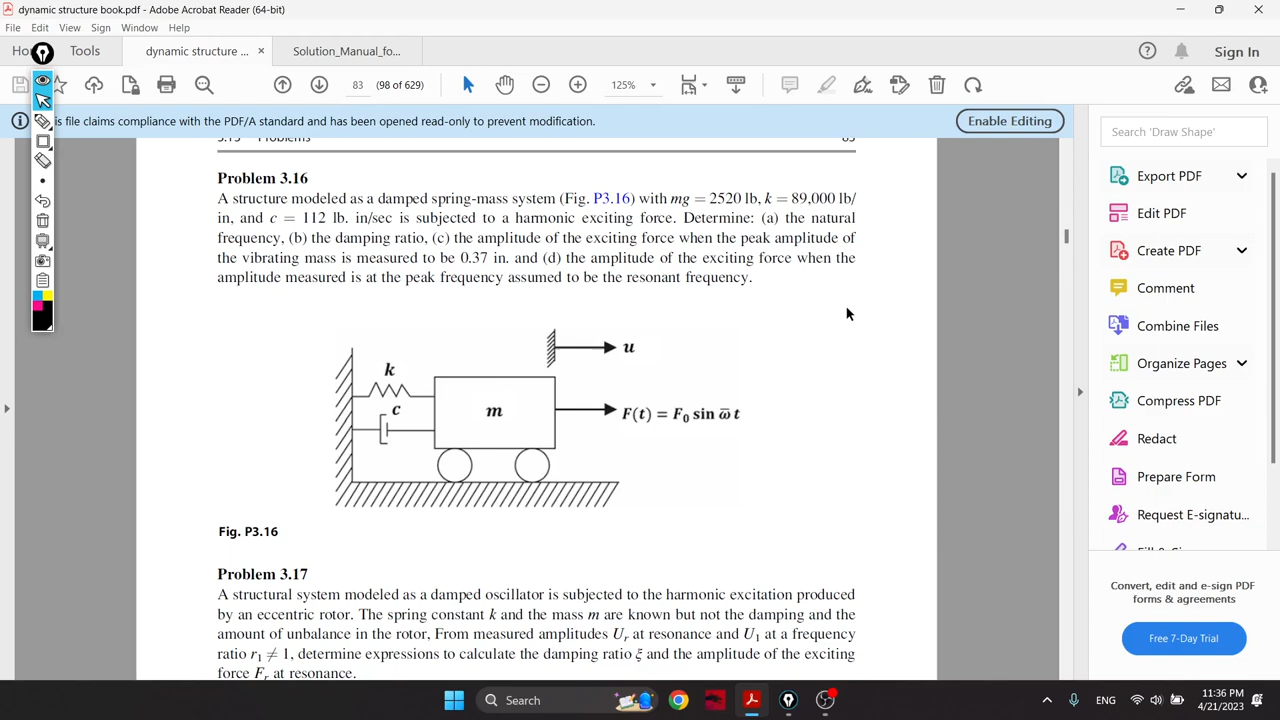 dynamic structure book.pdf - Adobe Acrobat Reader (64-bit)
File Edit View Sign Window Help
Tools
dynamic structure ...
Solution_Manual_fo...
Sign In
83 (98 of 629)
125%
is file claims compliance with the PDF/A standard and has been opened read-only to prevent modification.
Enable Editing
Problem 3.16
A structure modeled as a damped spring-mass system (Fig. P3.16) with mg = 2520 lb, k = 89,000 lb/
in, and c = 112 lb. in/sec is subjected to a harmonic exciting force. Determine: (a) the natural
frequency, (b) the damping ratio, (c) the amplitude of the exciting force when the peak amplitude of
the vibrating mass is measured to be 0.37 in. and (d) the amplitude of the exciting force when the
amplitude measured is at the peak frequency assumed to be the resonant frequency.
u
k
c
m
F(t) = F₀ sin ω̅ t
Fig. P3.16
Problem 3.17
A structural system modeled as a damped oscillator is subjected to the harmonic excitation produced
by an eccentric rotor. The spring constant k and the mass m are known but not the damping and the
amount of unbalance in the rotor, From measured amplitudes Uᵣ at resonance and U₁ at a frequency
ratio r₁ ≠ 1, determine expressions to calculate the damping ratio ξ and the amplitude of the exciting
force Fᵣ at resonance.
Search 'Draw Shape'
Export PDF
Edit PDF
Create PDF
Comment
Combine Files
Organize Pages
Compress PDF
Redact
Prepare Form
Request E-signatu...
Convert, edit and e-sign PDF
forms & agreements
Free 7-Day Trial
Search
ENG
11:36 PM
4/21/2023